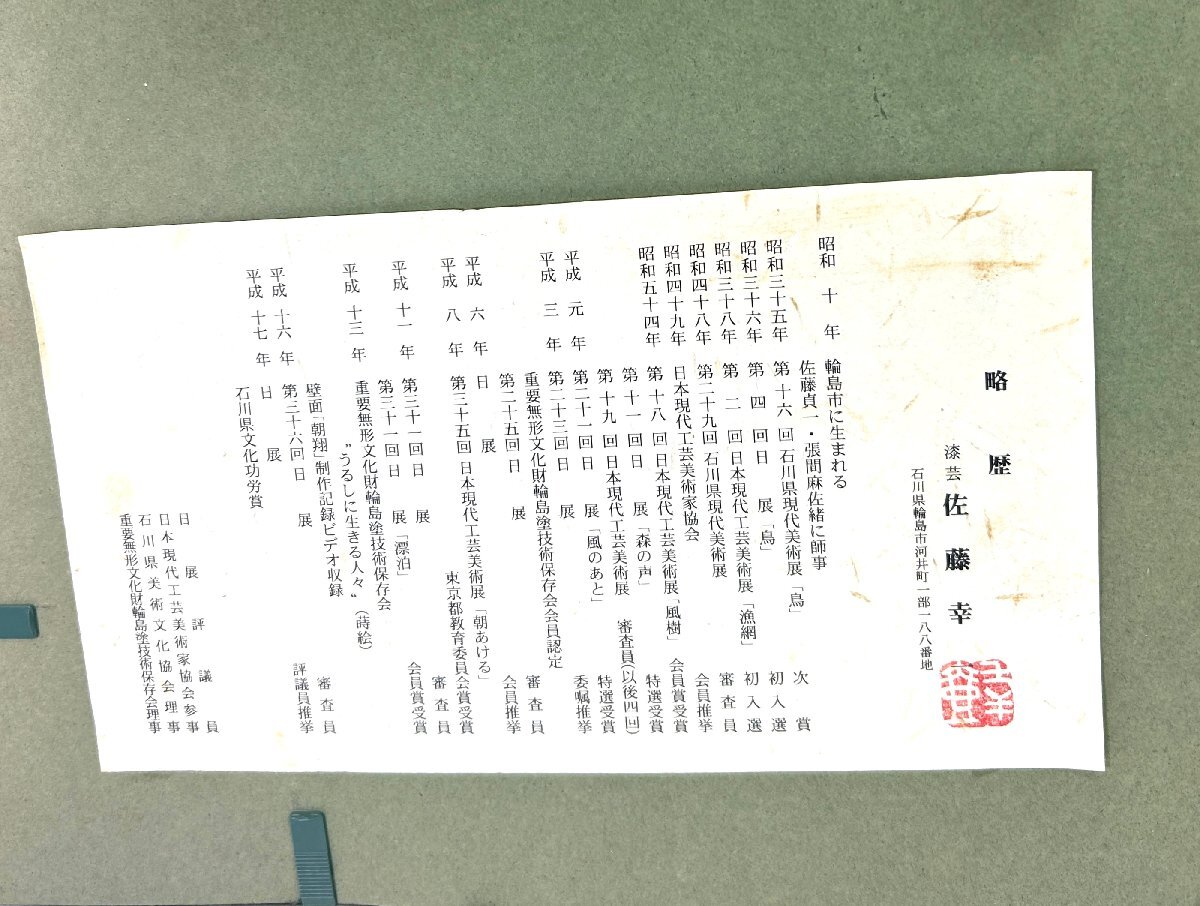 略歴
漆芸 佐藤幸
石川県輪島市河井町一部一八八番地
昭和 十 年 輪島市に生まれる
佐藤貞一・張間麻佐緒に師事
昭和三十五年 第十六回石川県現代美術展「鳥」 次賞
昭和三十六年 第四回日展「鳥」 初入選
昭和三十八年 第二回日本現代工芸美術展「漁網」 初入選
昭和四十八年 第二十九回石川県現代美術展 審査員
昭和四十九年 日本現代工芸美術家協会 会員推挙
昭和五十四年 第十八回日本現代工芸美術展「風樹」 会員賞受賞
第十一回日展「森の声」 特選受賞
第十九回日本現代工芸美術展 審査員(以後四回)
平成 元 年 第二十一回日展「風のあと」 特選受賞
平成 三 年 第二十三回日展 委嘱推挙
重要無形文化財輪島塗技術保存会会員認定
第二十五回日展 審査員
平成 六 年 日展 会員推挙
平成 八 年 第三十五回日本現代工芸美術展「朝あける」
東京都教育委員会賞受賞
平成 十一 年 第三十一回日展 審査員
第三十一回日展「漂泊」 会員賞受賞
平成 十三 年 重要無形文化財輪島塗技術保存会
“うるしに生きる人々”(蒔絵)
壁面「朝翔」制作記録ビデオ収録
平成 十六 年 第三十六回日展 審査員
平成 十七 年 日展 評議員推挙
石川県文化功労賞
日展評議員
日本現代工芸美術家協会参事
石川県美術文化協会理事
重要無形文化財輪島塗技術保存会理事